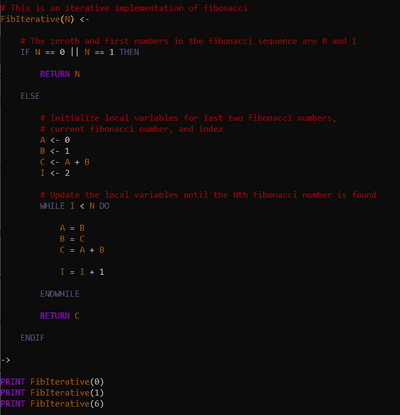 # This is an iterative implementation of fibonacci
FibIterative(N) <-
# The zeroth and first numbers in the fibonacci sequence are 0 and 1
IF N == 0 || N == 1 THEN
RETURN N
ELSE
# Initialize local variables for last two fibonacci numbers,
# current fibonacci number, and index
A <- 0
B <- 1
C <- A + B
I <- 2
# Update the local variables until the Nth fibonacci number is found
WHILE I < N DO
A = B
B = C
C = A + B
I = I + 1
ENDWHILE
RETURN C
ENDIF
->
PRINT FibIterative(0)
PRINT FibIterative(1)
PRINT FibIterative(6)